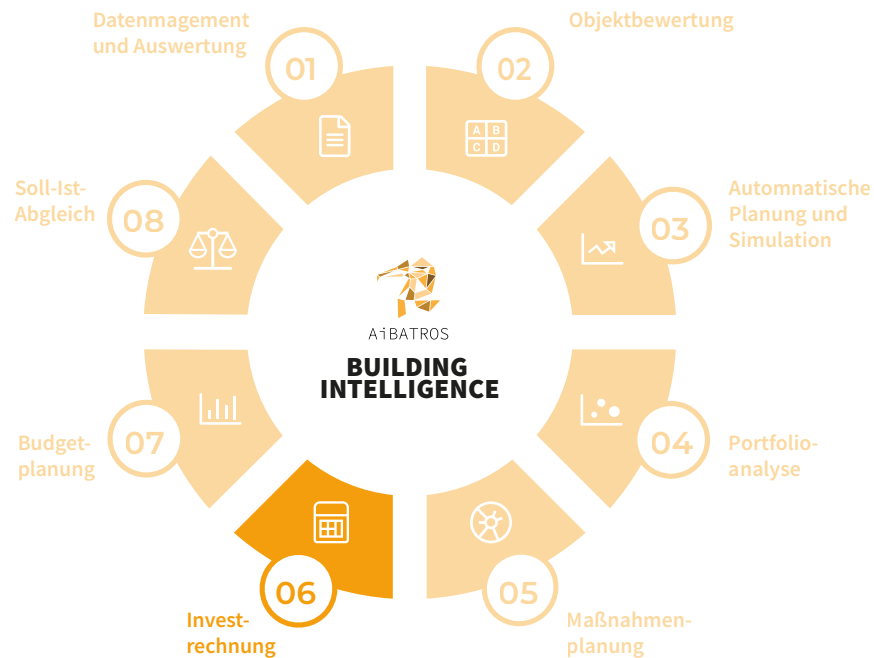 Datenmagement
und Auswertung
01
02
Objektbewertung
A B
C D
Soll-Ist-
Abgleich
08
03
Automnatische
Planung und
Simulation
AiBATROS
BUILDING
INTELLIGENCE
Budget-
planung
07
04
Portfolio-
analyse
06
Invest-
rechnung
05
Maßnahmen-
planung